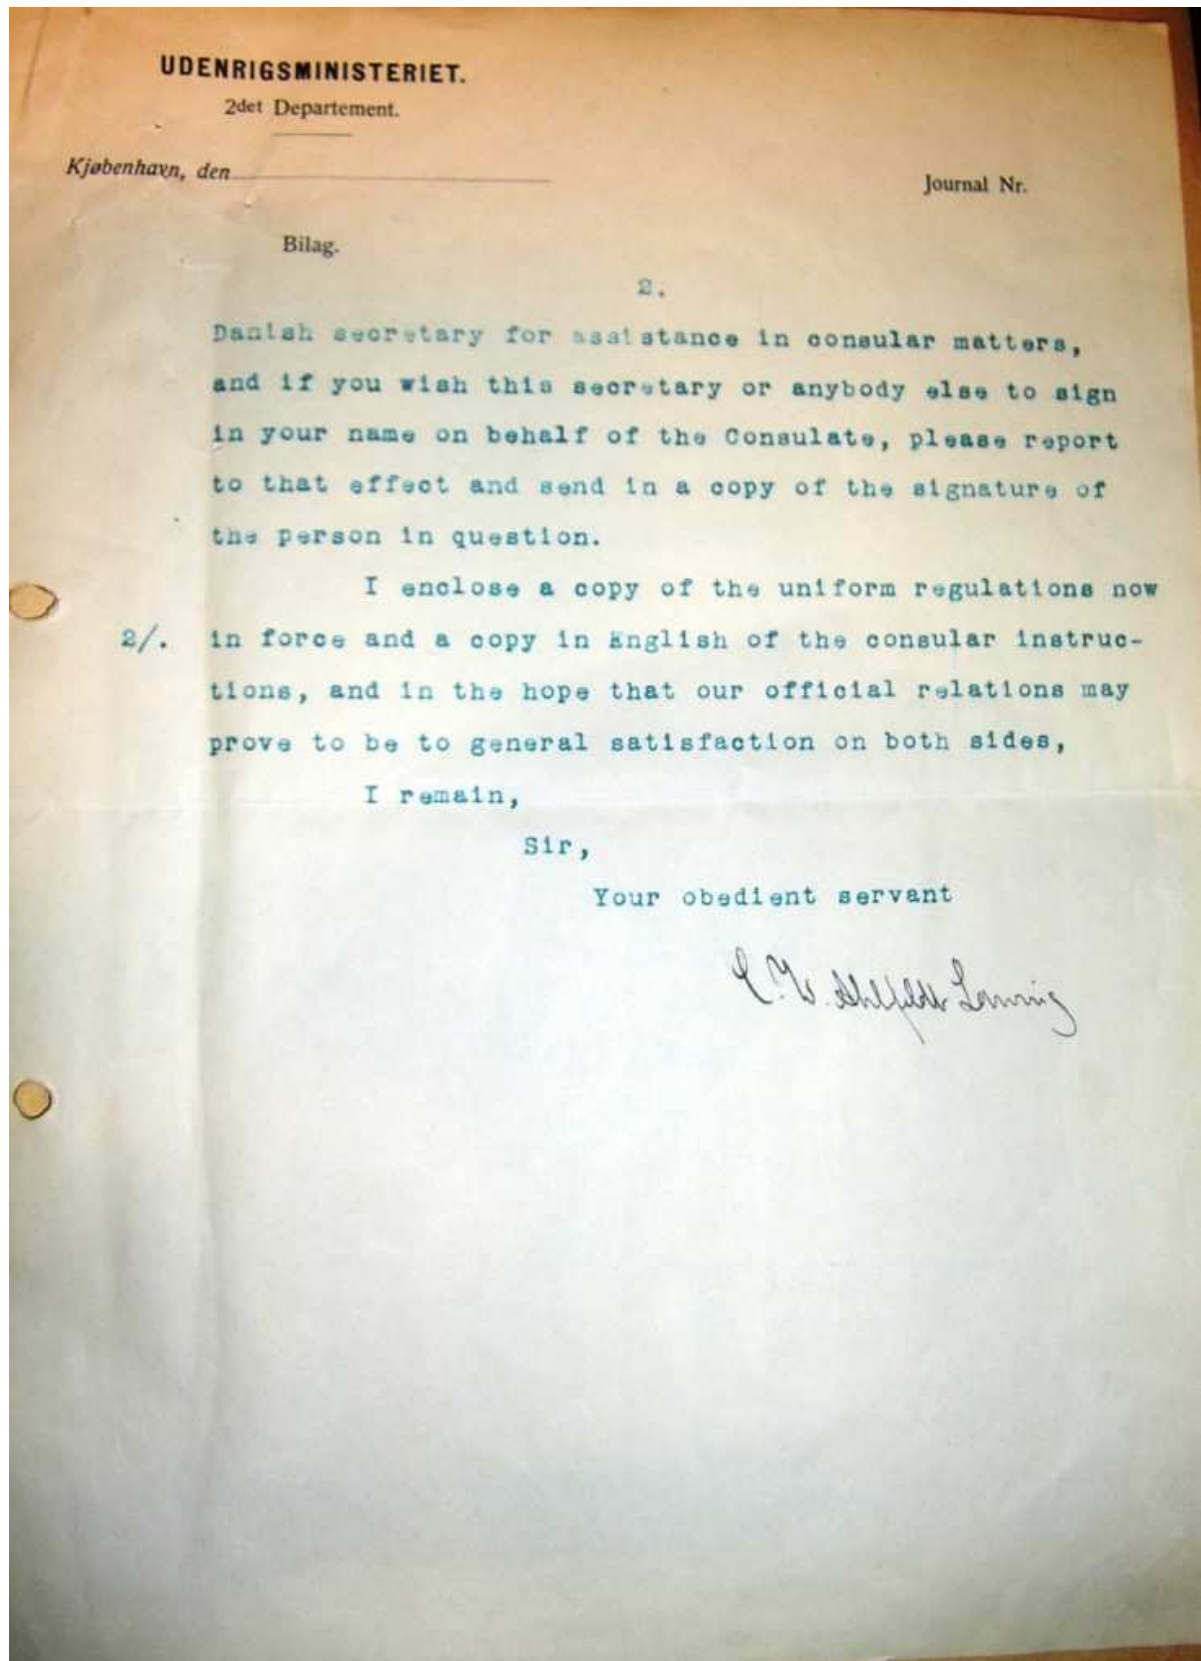 UDENRIGSMINISTERIET.
2det Departement.
Kjøbenhavn, den
Journal Nr.
Bilag.
2.
Danish secretary for assistance in consular matters,
and if you wish this secretary or anybody else to sign
in your name on behalf of the Consulate, please report
to that effect and send in a copy of the signature of
the person in question.
I enclose a copy of the uniform regulations now
2/. in force and a copy in English of the consular instruc-
tions, and in the hope that our official relations may
prove to be to general satisfaction on both sides,
I remain,
Sir,
Your obedient servant